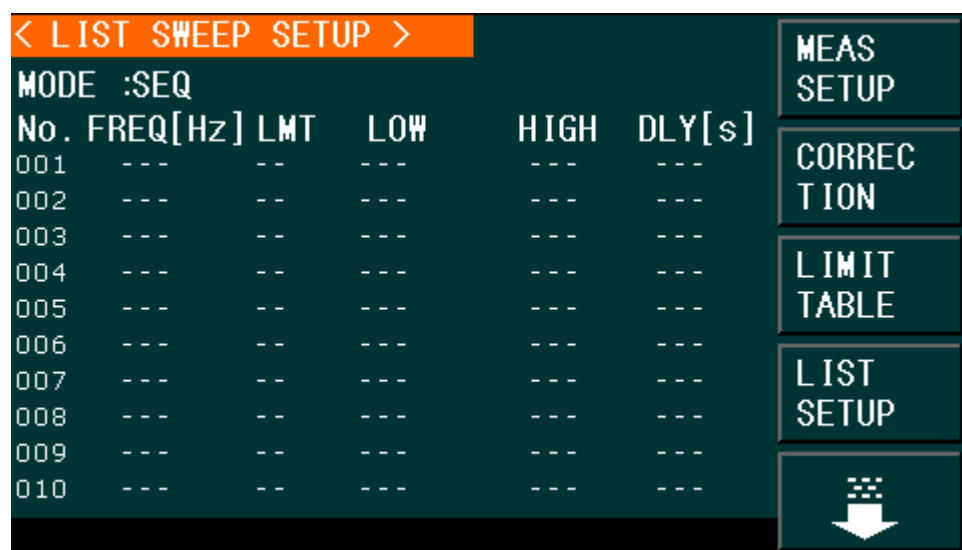 < LIST SWEEP SETUP >
MODE :SEQ
No. FREQ[Hz] LMT LOW HIGH DLY[s]
001 --- -- --- --- ---
002 --- -- --- --- ---
003 --- -- --- --- ---
004 --- -- --- --- ---
005 --- -- --- --- ---
006 --- -- --- --- ---
007 --- -- --- --- ---
008 --- -- --- --- ---
009 --- -- --- --- ---
010 --- -- --- --- ---
MEAS
SETUP
CORREC
TION
LIMIT
TABLE
LIST
SETUP